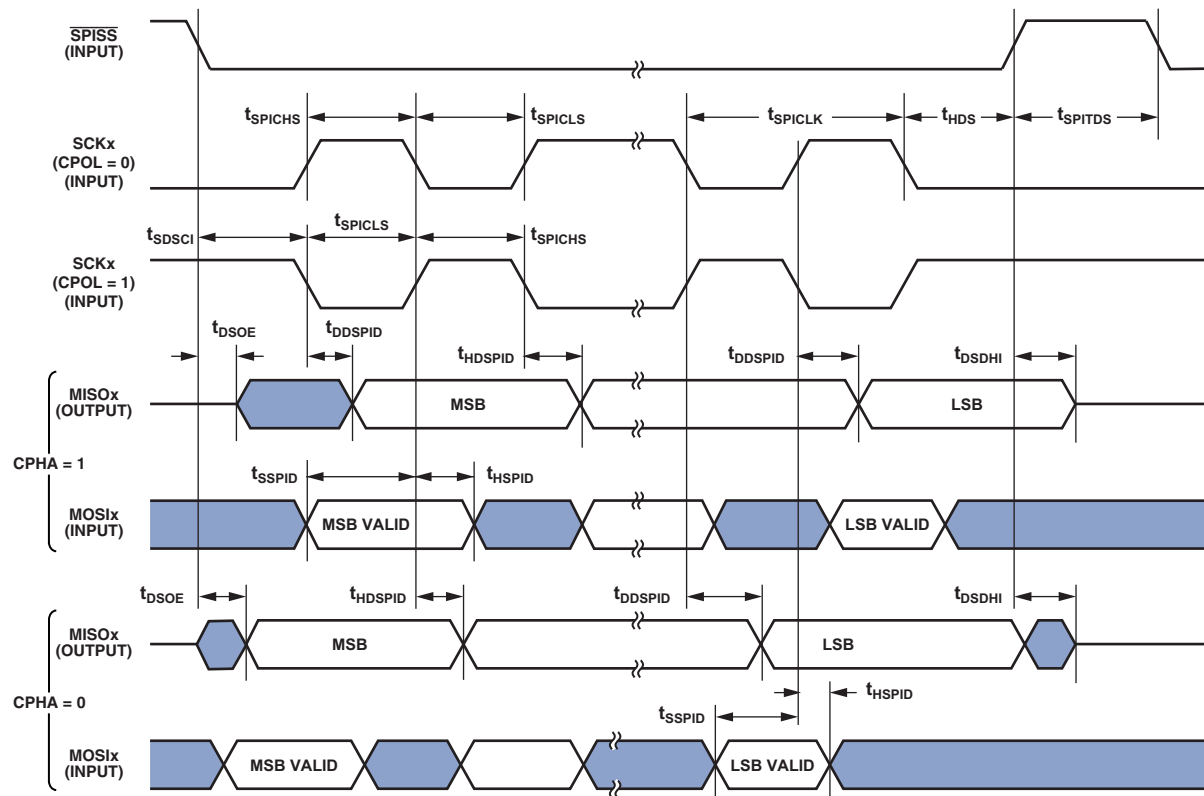 SPISS
(INPUT)
tSPICHS tSPICLS tSPICLK tHDS tSPITDS
SCKx
(CPOL = 0)
(INPUT)
tSDSCI tSPICLS tSPICHS
SCKx
(CPOL = 1)
(INPUT)
tDSOE tDDSPID tHDSPID tDDSPID tDSDHI
MISOx
(OUTPUT)
MSB LSB
CPHA = 1
tSSPID tHSPID
MOSIx
(INPUT)
MSB VALID LSB VALID
tDSOE tHDSPID tDDSPID tDSDHI
MISOx
(OUTPUT)
MSB LSB
CPHA = 0
tHSPID
tSSPID
MOSIx
(INPUT)
MSB VALID LSB VALID